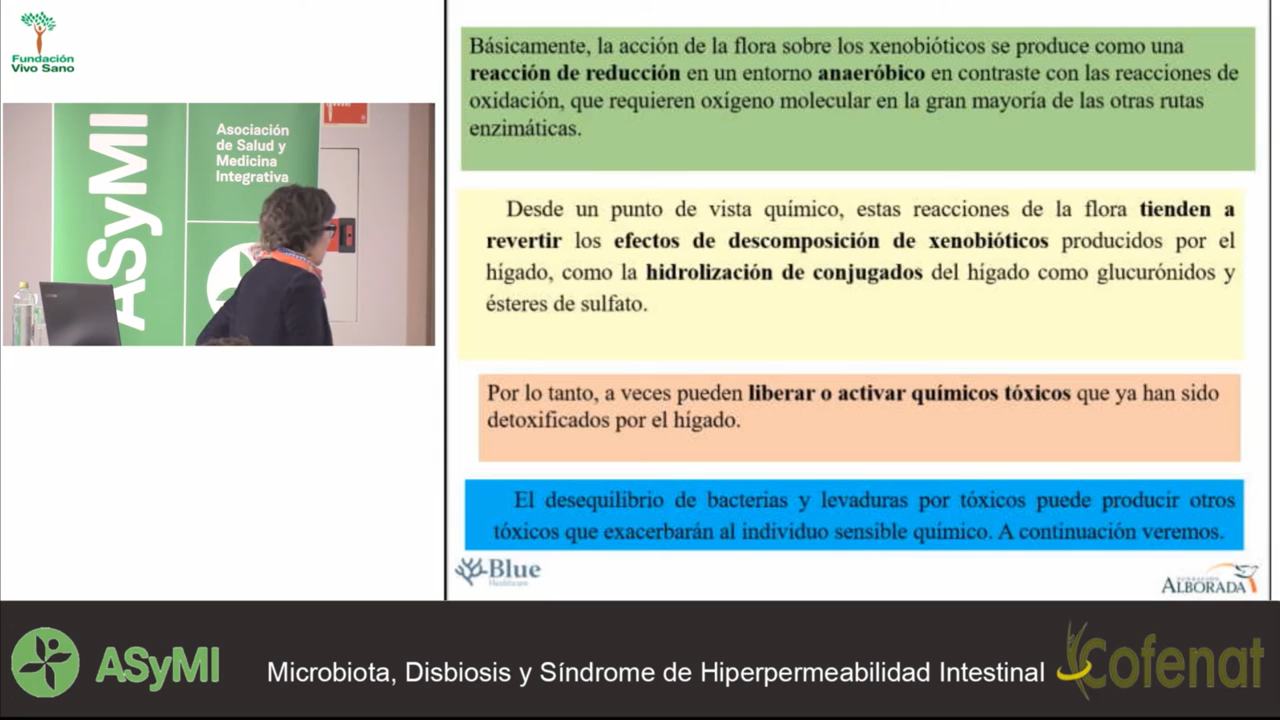 Fundación
Vivo Sano
ASyMI
Asociación
de Salud y
Medicina
Integrativa
Básicamente, la acción de la flora sobre los xenobióticos se produce como una
reacción de reducción en un entorno anaeróbico en contraste con las reacciones de
oxidación, que requieren oxígeno molecular en la gran mayoría de las otras rutas
enzimáticas.
Desde un punto de vista químico, estas reacciones de la flora tienden a
revertir los efectos de descomposición de xenobióticos producidos por el
hígado, como la hidrolización de conjugados del hígado como glucurónidos y
ésteres de sulfato.
Por lo tanto, a veces pueden liberar o activar químicos tóxicos que ya han sido
detoxificados por el hígado.
El desequilibrio de bacterias y levaduras por tóxicos puede producir otros
tóxicos que exacerbarán al individuo sensible químico. A continuación veremos.
Blue
Healthcare
FUNDACIÓN
ALBORADA
ASyMI
Microbiota, Disbiosis y Síndrome de Hiperpermeabilidad Intestinal
Cofenat